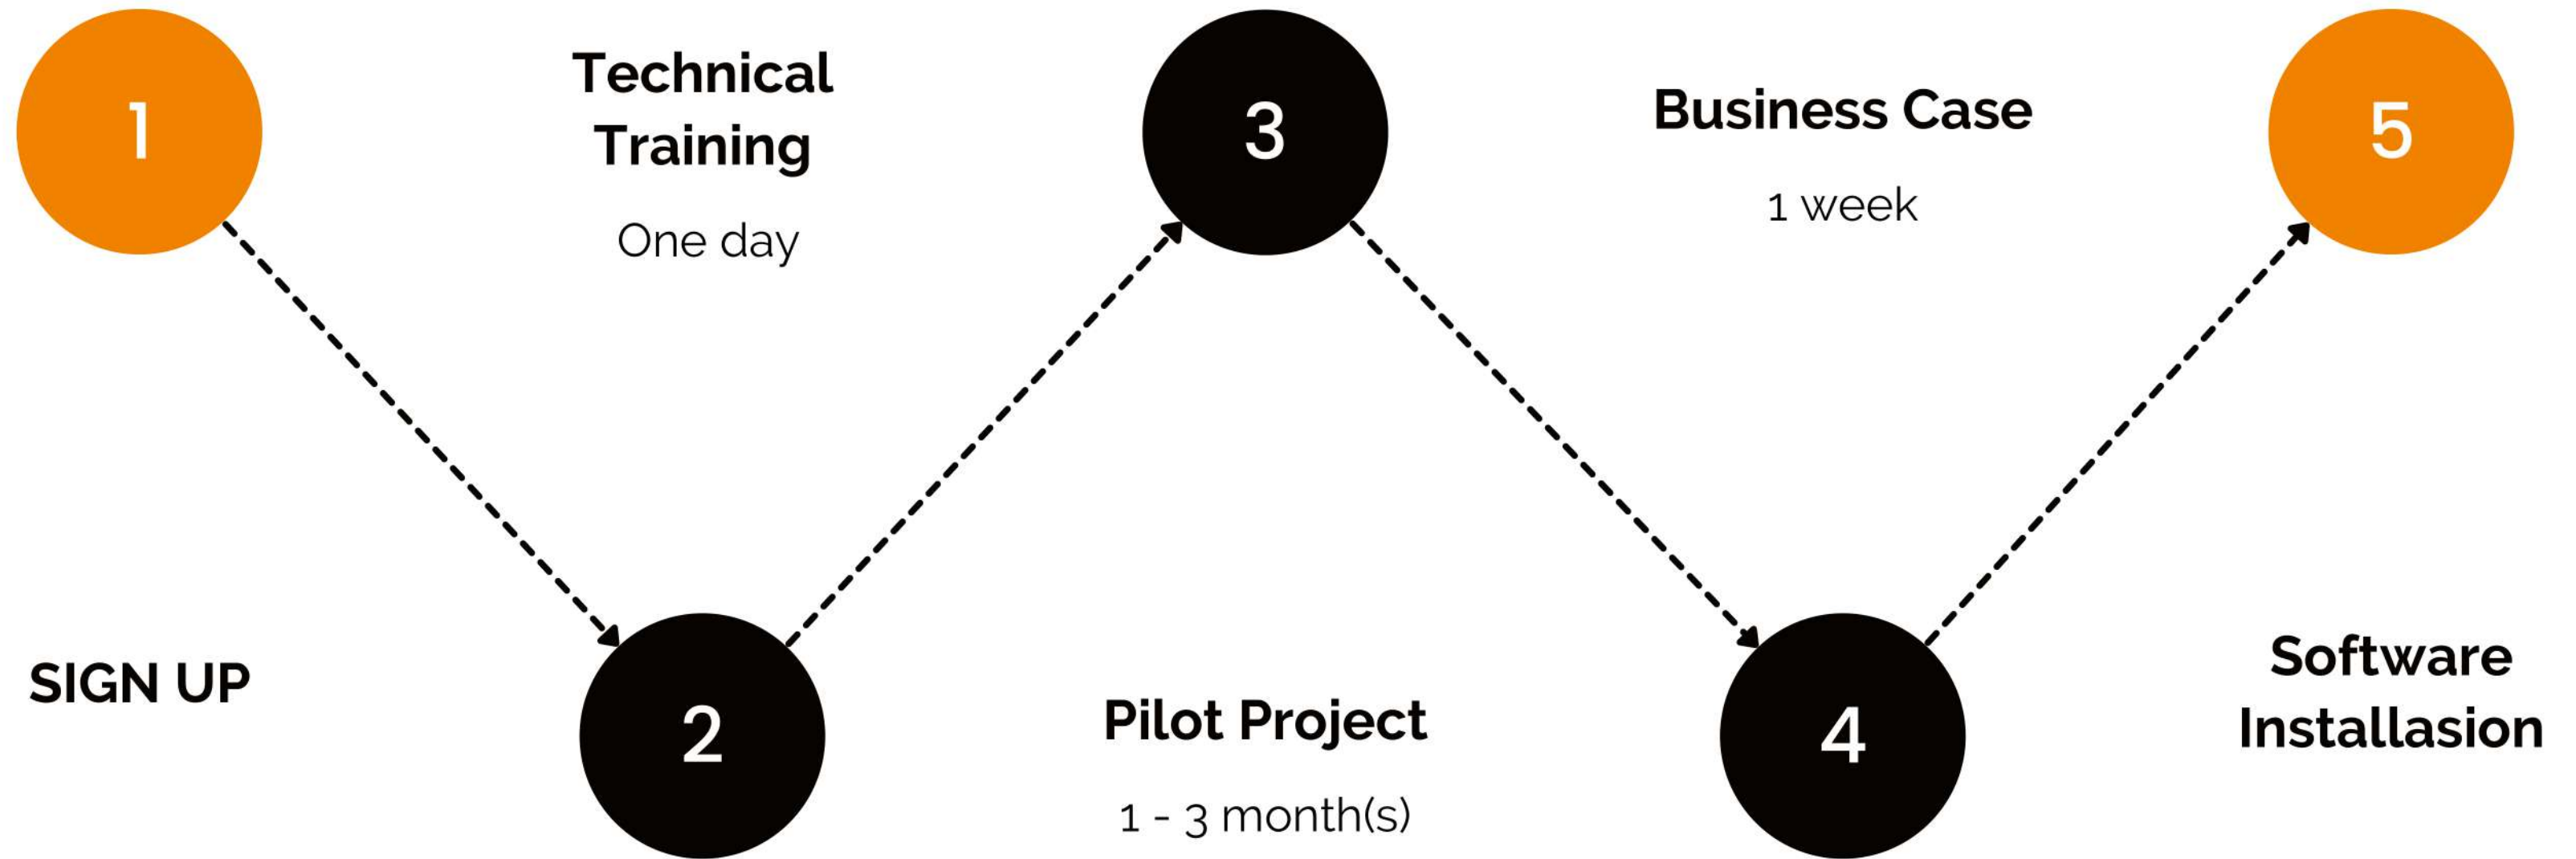 1
SIGN UP
Technical
Training
One day
2
3
Pilot Project
1 - 3 month(s)
Business Case
1 week
4
5
Software
Installasion